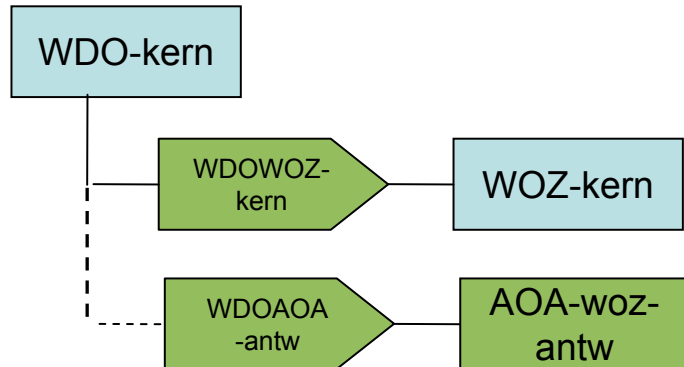 WDO-kern
WDOWOZ-
kern
WOZ-kern
WDOAOA
-antw
AOA-woz-
antw